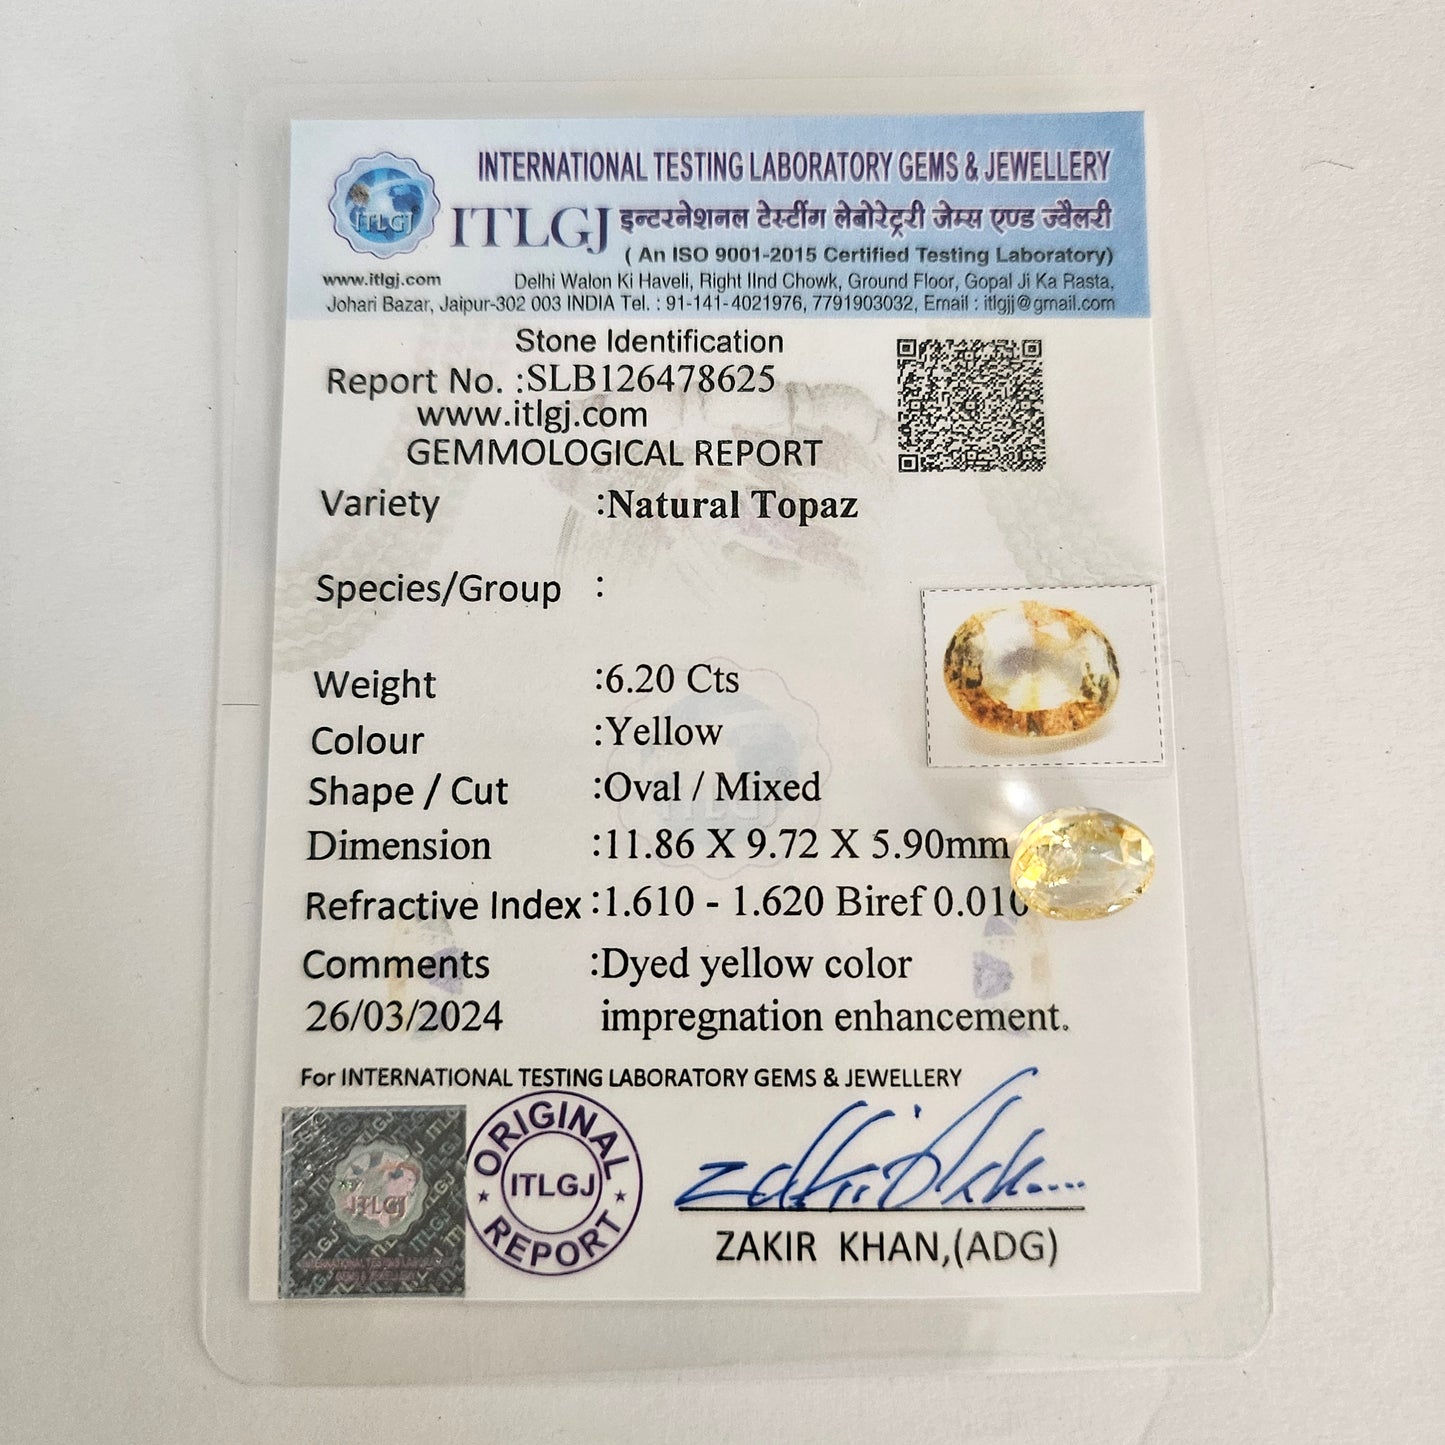 INTERNATIONAL TESTING LABORATORY GEMS & JEWELLERY
ITLGJ
ITLGJ इन्टरनेशनल टेस्टींग लेबोरेट्ररी जेम्स एण्ड ज्वैलरी
( An ISO 9001-2015 Certified Testing Laboratory)
www.itlgj.com Delhi Walon Ki Haveli, Right IInd Chowk, Ground Floor, Gopal Ji Ka Rasta,
Johari Bazar, Jaipur-302 003 INDIA Tel. : 91-141-4021976, 7791903032, Email : itlgjj@gmail.com
Stone Identification
Report No. :SLB126478625
www.itlgj.com
GEMMOLOGICAL REPORT
Variety :Natural Topaz
Species/Group :
Weight :6.20 Cts
Colour :Yellow
Shape / Cut :Oval / Mixed
Dimension :11.86 X 9.72 X 5.90mm
Refractive Index :1.610 - 1.620 Biref 0.010
Comments :Dyed yellow color
26/03/2024 impregnation enhancement.
For INTERNATIONAL TESTING LABORATORY GEMS & JEWELLERY
ITLGJ
ORIGINAL
ITLGJ
REPORT
ZAKIR KHAN,(ADG)